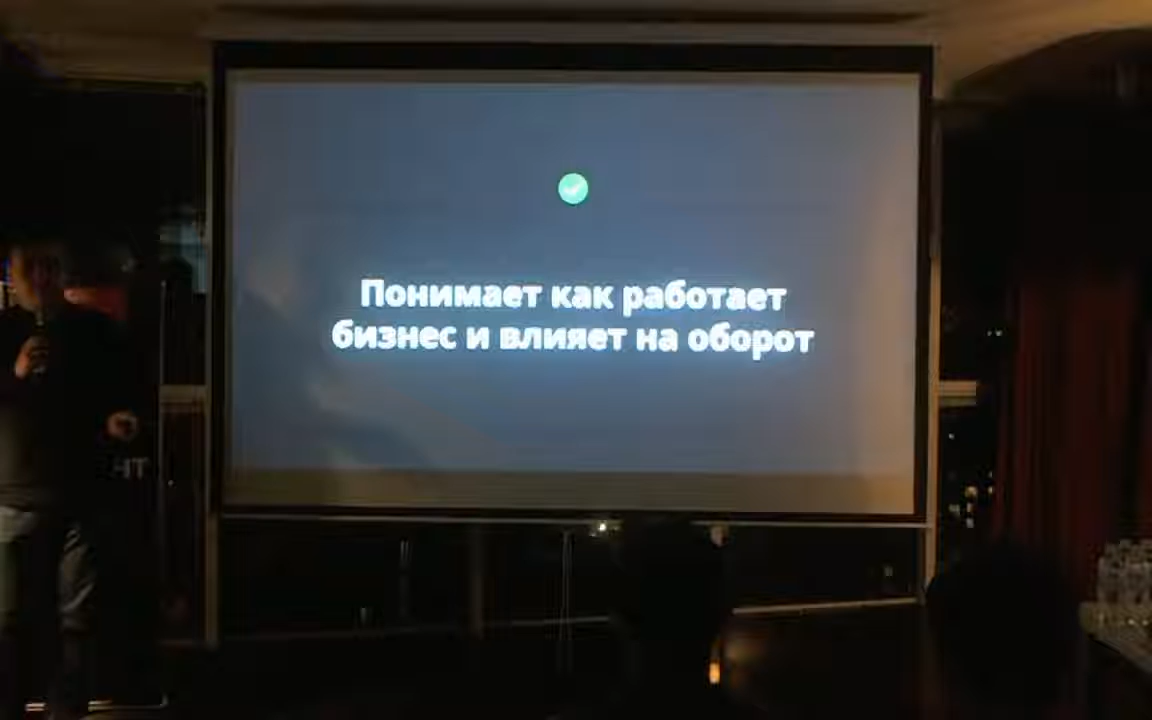 Понимает как работает
бизнес и влияет на оборот